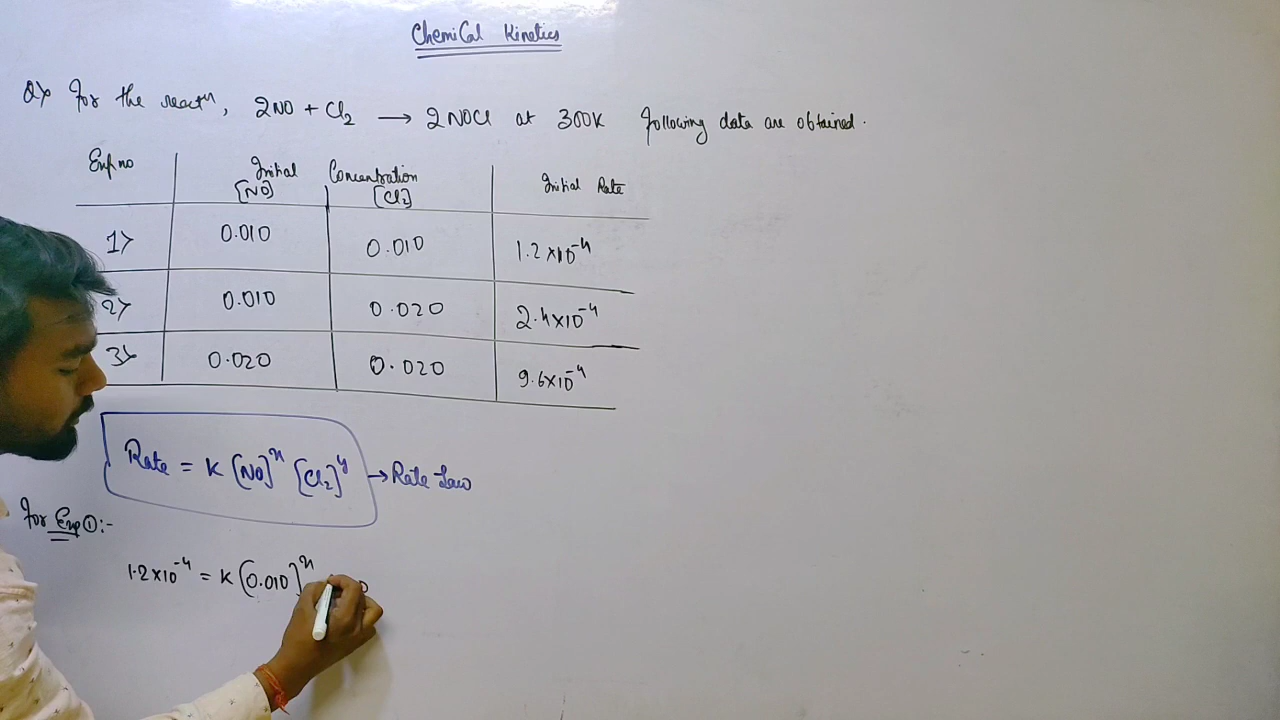 Chemical Kinetics
Q> For the reactⁿ, 2NO + Cl₂ → 2NOCl at 300K following data are obtained.
Exp.no Initial Concentration Initial Rate
[NO] [Cl₂]
1> 0.010 0.010 1.2×10⁻⁴
2> 0.010 0.020 2.4×10⁻⁴
3> 0.020 0.020 9.6×10⁻⁴
Rate = K [NO]ˣ [Cl₂]ʸ → Rate Law
For Exp①:-
1.2×10⁻⁴ = K (0.010)ˣ